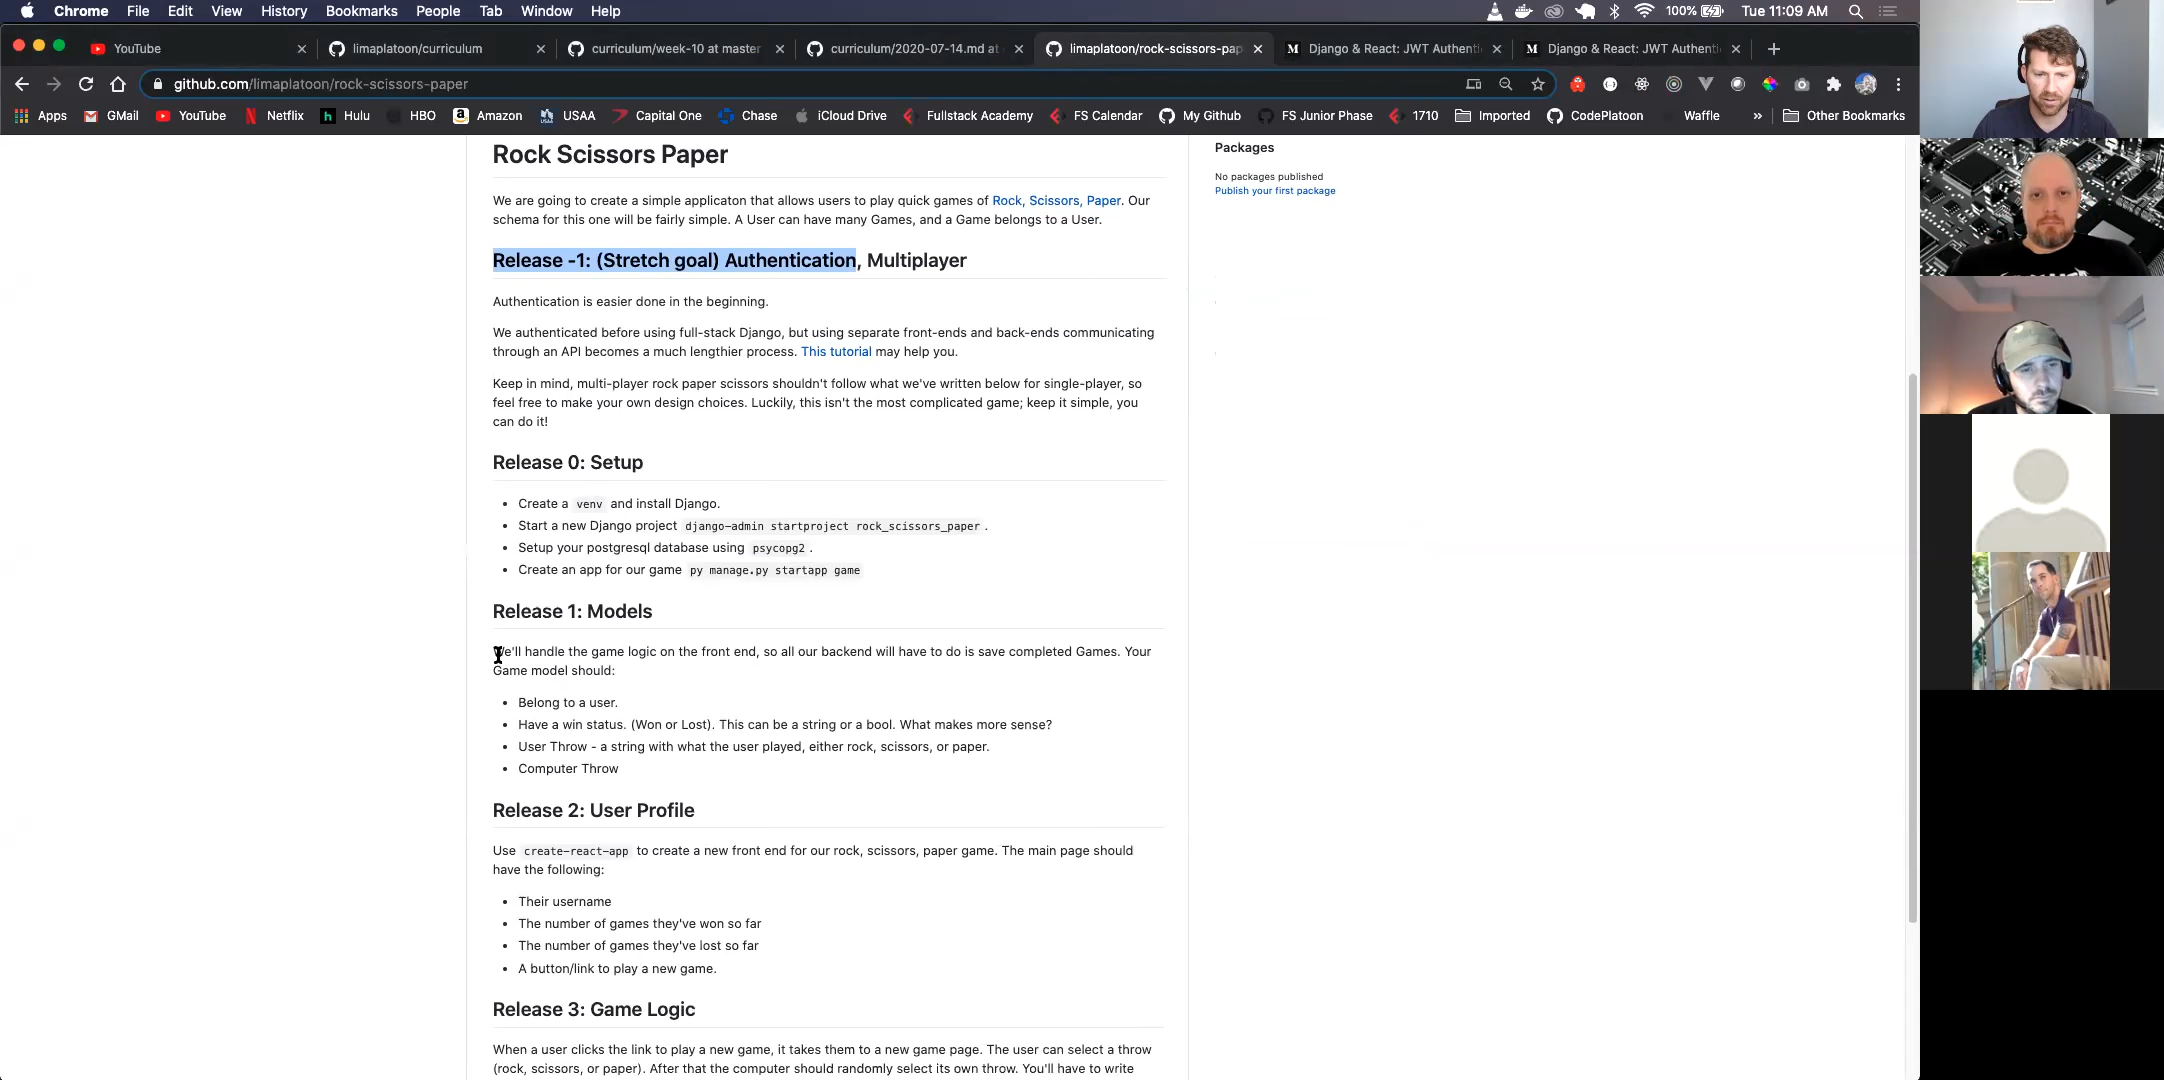 Chrome File Edit View History Bookmarks People Tab Window Help 100% Tue 11:09 AM
YouTube limaplatoon/curriculum curriculum/week-10 at master curriculum/2020-07-14.md at limaplatoon/rock-scissors-pap Django & React: JWT Authenti Django & React: JWT Authenti
github.com/limaplatoon/rock-scissors-paper
Apps GMail YouTube Netflix Hulu HBO Amazon USAA Capital One Chase iCloud Drive Fullstack Academy FS Calendar My Github FS Junior Phase 1710 Imported CodePlatoon Waffle » Other Bookmarks
Rock Scissors Paper
We are going to create a simple applicaton that allows users to play quick games of Rock, Scissors, Paper. Our
schema for this one will be fairly simple. A User can have many Games, and a Game belongs to a User.
Release -1: (Stretch goal) Authentication, Multiplayer
Authentication is easier done in the beginning.
We authenticated before using full-stack Django, but using separate front-ends and back-ends communicating
through an API becomes a much lengthier process. This tutorial may help you.
Keep in mind, multi-player rock paper scissors shouldn't follow what we've written below for single-player, so
feel free to make your own design choices. Luckily, this isn't the most complicated game; keep it simple, you
can do it!
Release 0: Setup
• Create a venv and install Django.
• Start a new Django project django-admin startproject rock_scissors_paper .
• Setup your postgresql database using psycopg2 .
• Create an app for our game py manage.py startapp game
Release 1: Models
We'll handle the game logic on the front end, so all our backend will have to do is save completed Games. Your
Game model should:
• Belong to a user.
• Have a win status. (Won or Lost). This can be a string or a bool. What makes more sense?
• User Throw - a string with what the user played, either rock, scissors, or paper.
• Computer Throw
Release 2: User Profile
Use create-react-app to create a new front end for our rock, scissors, paper game. The main page should
have the following:
• Their username
• The number of games they've won so far
• The number of games they've lost so far
• A button/link to play a new game.
Release 3: Game Logic
When a user clicks the link to play a new game, it takes them to a new game page. The user can select a throw
(rock, scissors, or paper). After that the computer should randomly select its own throw. You'll have to write
Packages
No packages published
Publish your first package